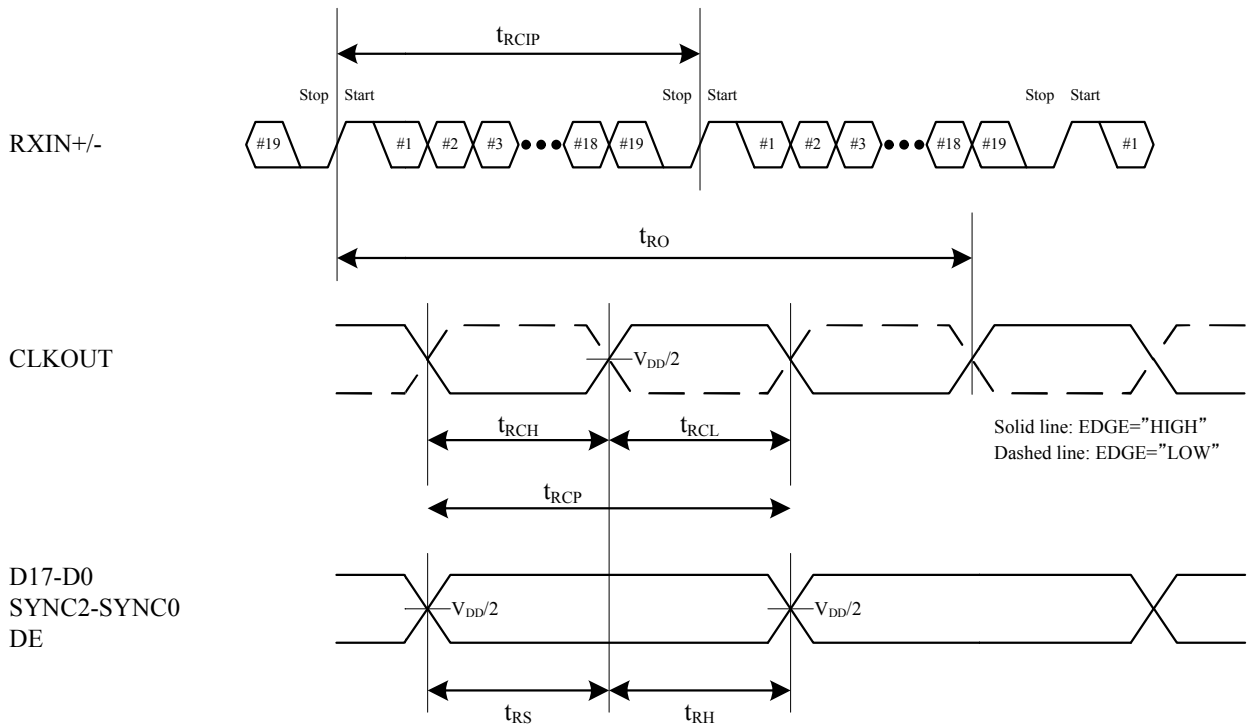 tRCIP
Stop Start Stop Start Stop Start
RXIN+/- #19 #1 #2 #3 ●●● #18 #19 #1 #2 #3 ●●● #18 #19 #1
tRO
CLKOUT VDD/2
tRCH tRCL
Solid line: EDGE=”HIGH”
Dashed line: EDGE=”LOW”
tRCP
D17-D0
SYNC2-SYNC0 VDD/2 VDD/2
DE
tRS tRH